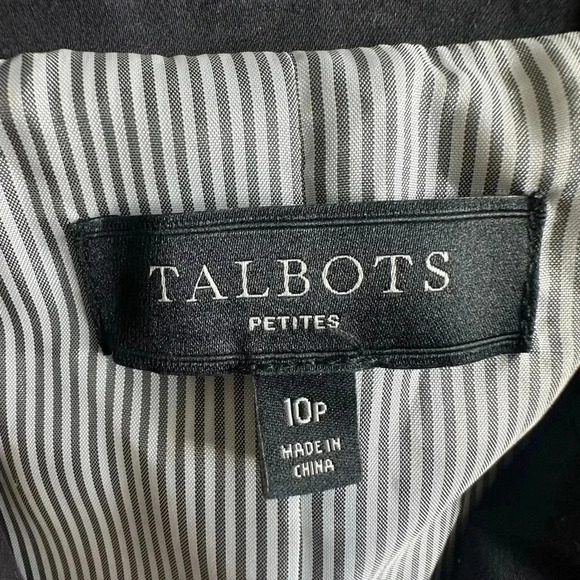 TALBOTS
PETITES
10P
MADE IN
CHINA